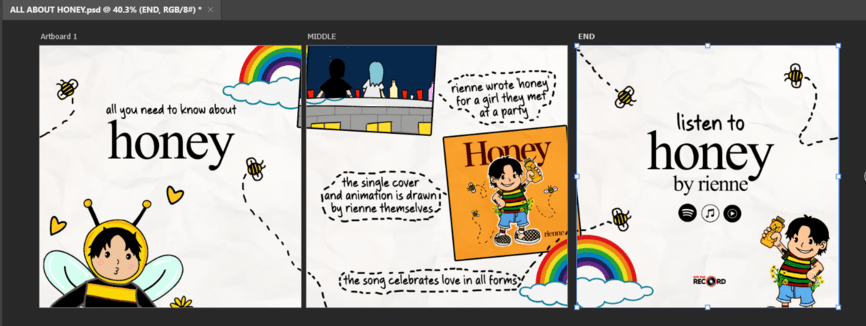 ALL ABOUT HONEY.psd @ 40.3% (END, RGB/8#) *
Artboard 1
all you need to know about
honey
MIDDLE
rienne wrote honey
for a girl they met
at a party
Honey
rienne
the single cover
and animation is drawn
by rienne themselves
the song celebrates love in all forms
END
listen to
honey
by rienne
RECORD